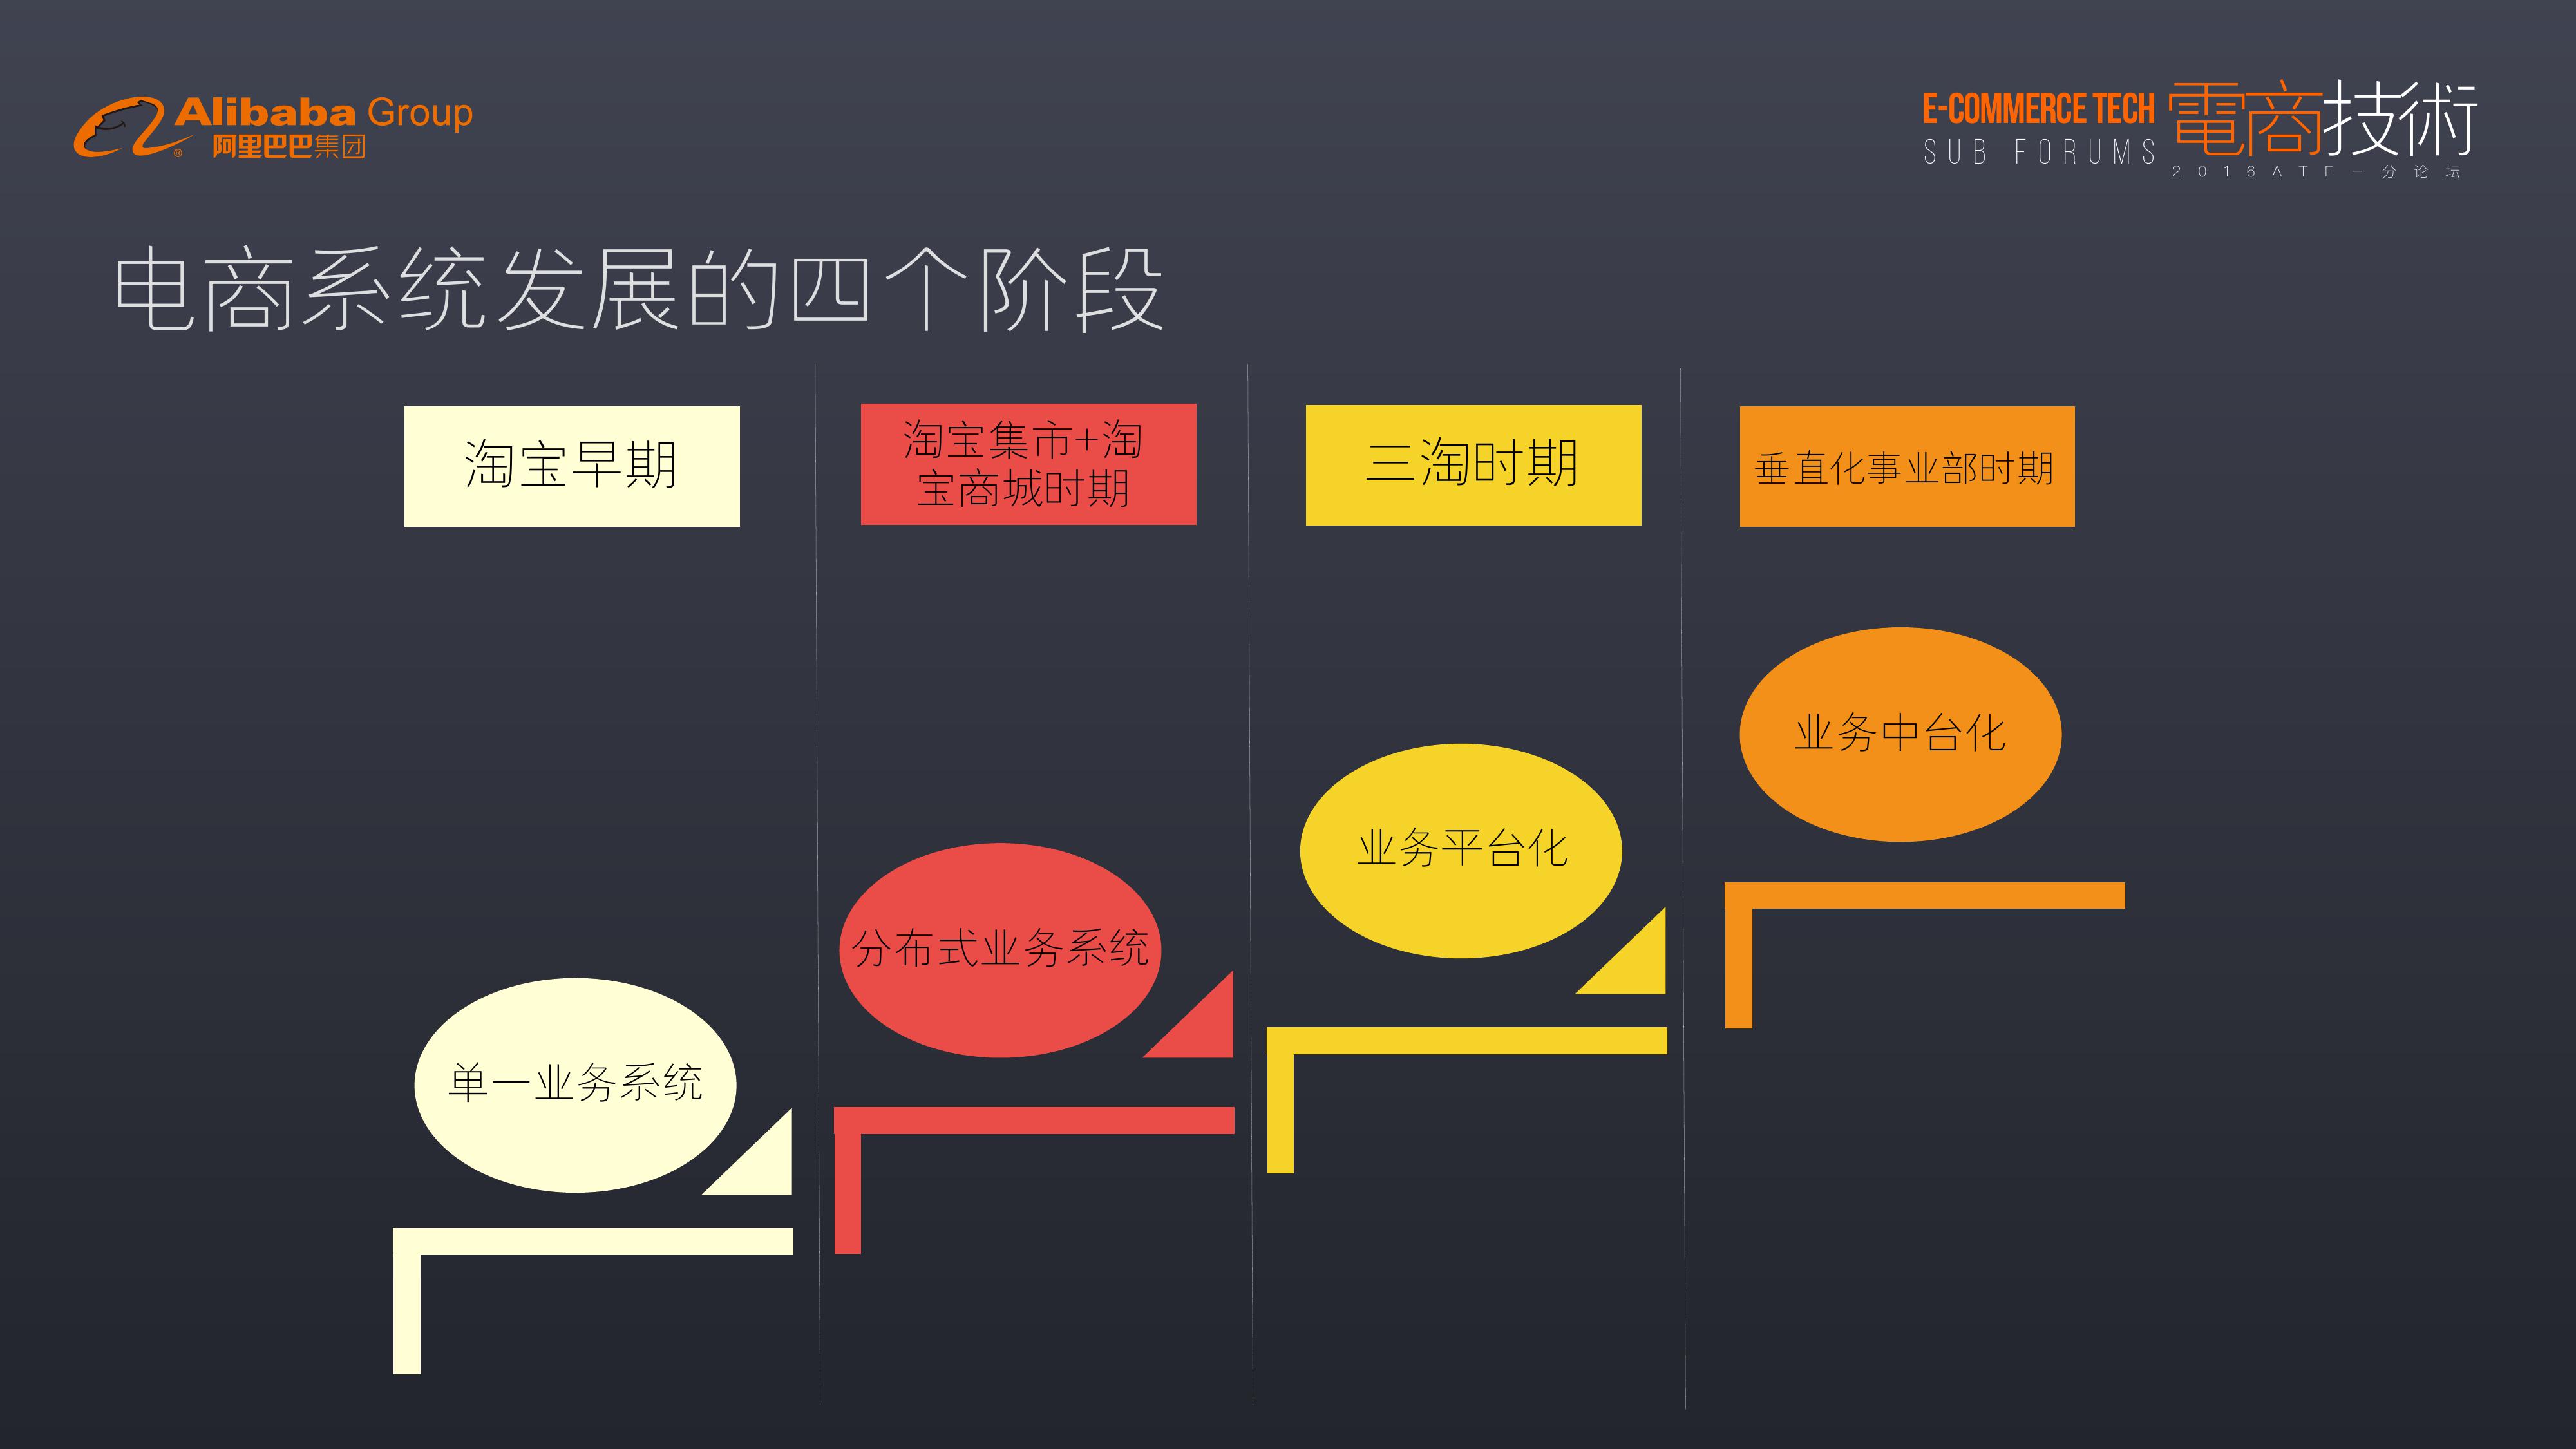 Alibaba Group
阿里巴巴集团
E-COMMERCE TECH
SUB FORUMS
電商技術
2016ATF-分论坛
电商系统发展的四个阶段
淘宝早期
淘宝集市+淘
宝商城时期
三淘时期
垂直化事业部时期
单一业务系统
分布式业务系统
业务平台化
业务中台化